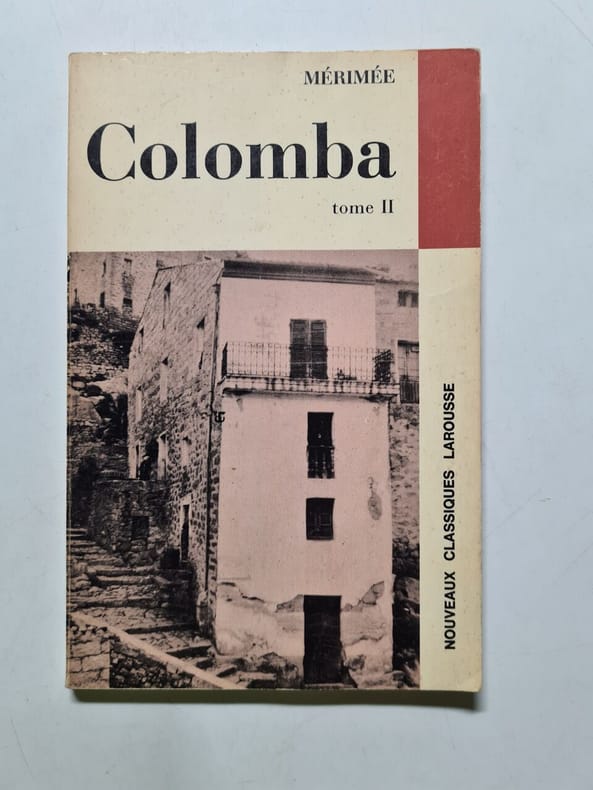 MÉRIMÉE
Colomba
tome II
NOUVEAUX CLASSIQUES LAROUSSE